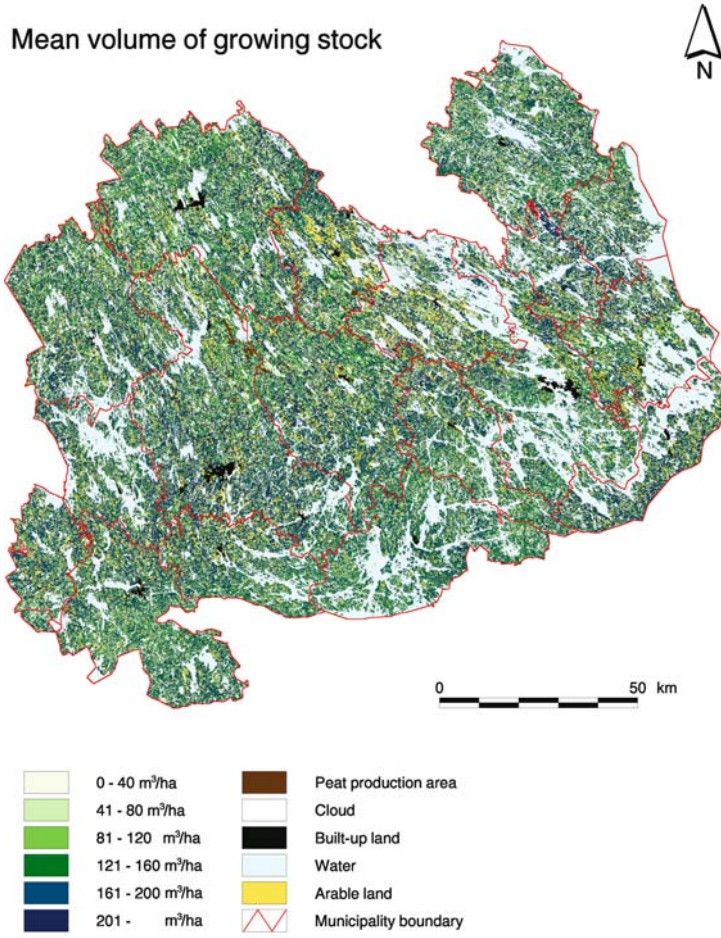 Mean volume of growing stock
N
0 50 km
0 - 40 m³/ha
41 - 80 m³/ha
81 - 120 m³/ha
121 - 160 m³/ha
161 - 200 m³/ha
201 - m³/ha
Peat production area
Cloud
Built-up land
Water
Arable land
Municipality boundary